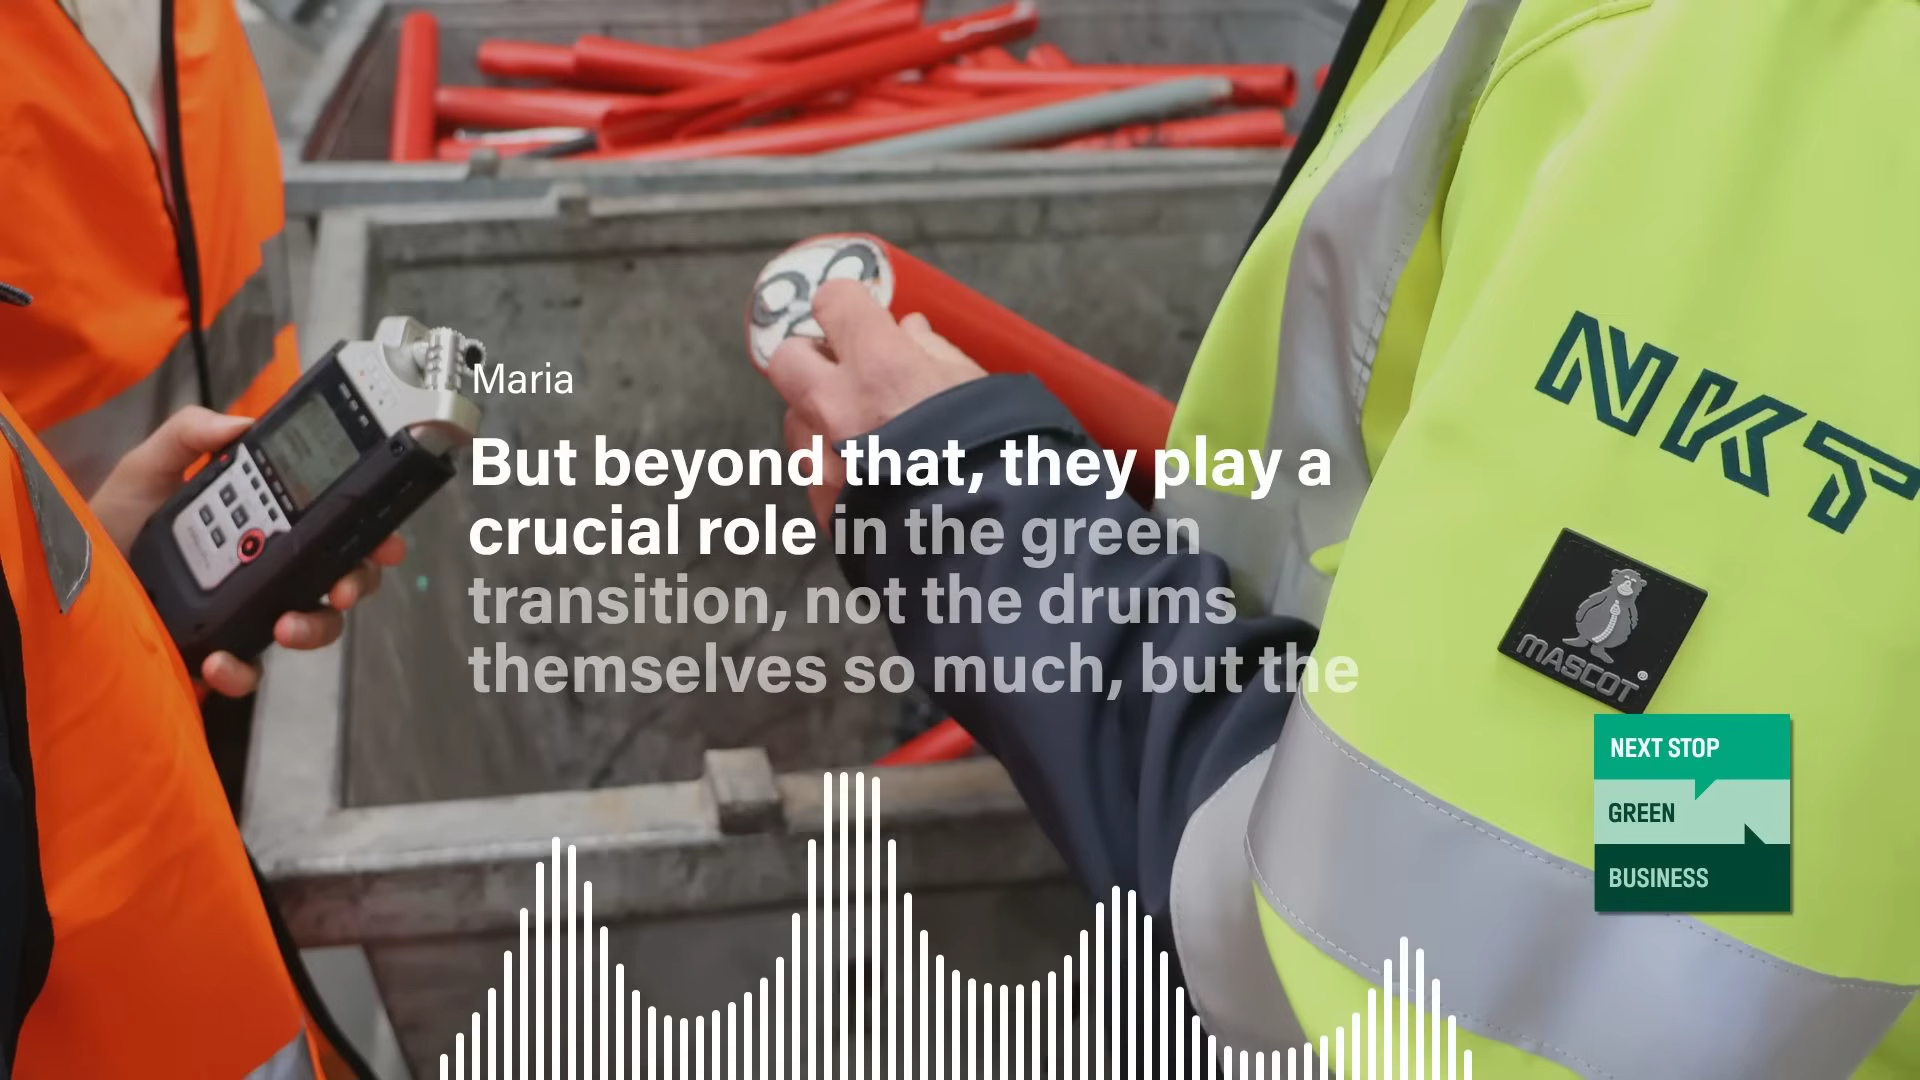 Maria
But beyond that, they play a
crucial role in the green
transition, not the drums
themselves so much, but the
NKT
MASCOT®
NEXT STOP
GREEN
BUSINESS